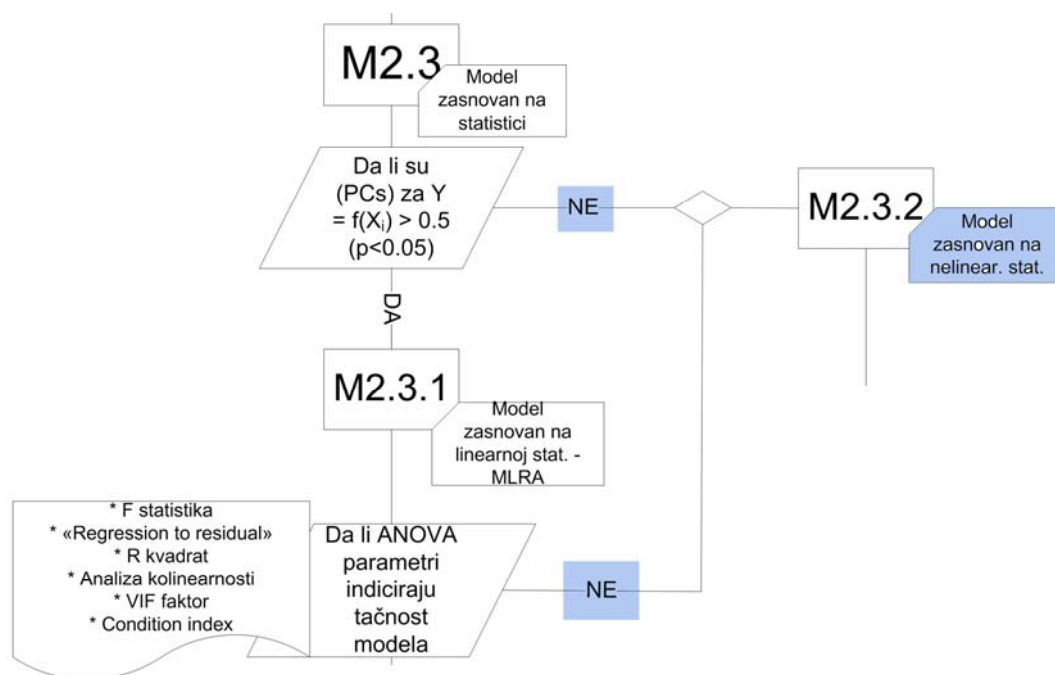 M2.3
Model
zasnovan na
statistici
Da li su
(PCs) za Y
= f(Xᵢ) > 0.5
(p<0.05)
NE
M2.3.2
Model
zasnovan na
nelinear. stat.
DA
M2.3.1
Model
zasnovan na
linearnoj stat. -
MLRA
* F statistika
* «Regression to residual»
* R kvadrat
* Analiza kolinearnosti
* VIF faktor
* Condition index
Da li ANOVA
parametri
indiciraju
tačnost
modela
NE